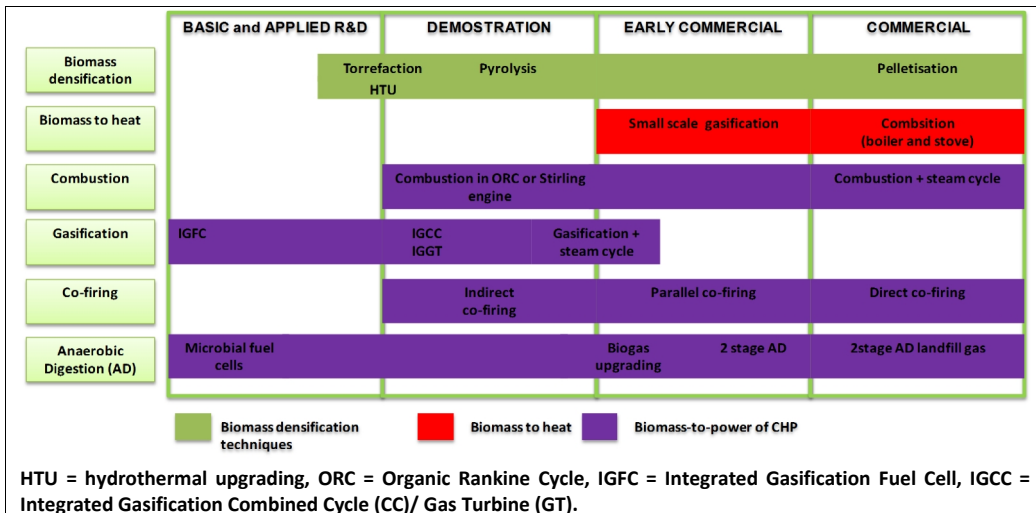 BASIC and APPLIED R&D DEMOSTRATION EARLY COMMERCIAL COMMERCIAL
Biomass
densification
Torrefaction Pyrolysis Pelletisation
HTU
Biomass to heat
Small scale gasification
Combsition
(boiler and stove)
Combustion
Combustion in ORC or Stirling
engine
Combustion + steam cycle
Gasification
IGFC
IGCC
IGGT
Gasification +
steam cycle
Co-firing
Indirect
co-firing
Parallel co-firing
Direct co-firing
Anaerobic
Digestion (AD)
Microbial fuel
cells
Biogas
upgrading
2 stage AD
2stage AD landfill gas
Biomass densification
techniques
Biomass to heat
Biomass-to-power of CHP
HTU = hydrothermal upgrading, ORC = Organic Rankine Cycle, IGFC = Integrated Gasification Fuel Cell, IGCC =
Integrated Gasification Combined Cycle (CC)/ Gas Turbine (GT).